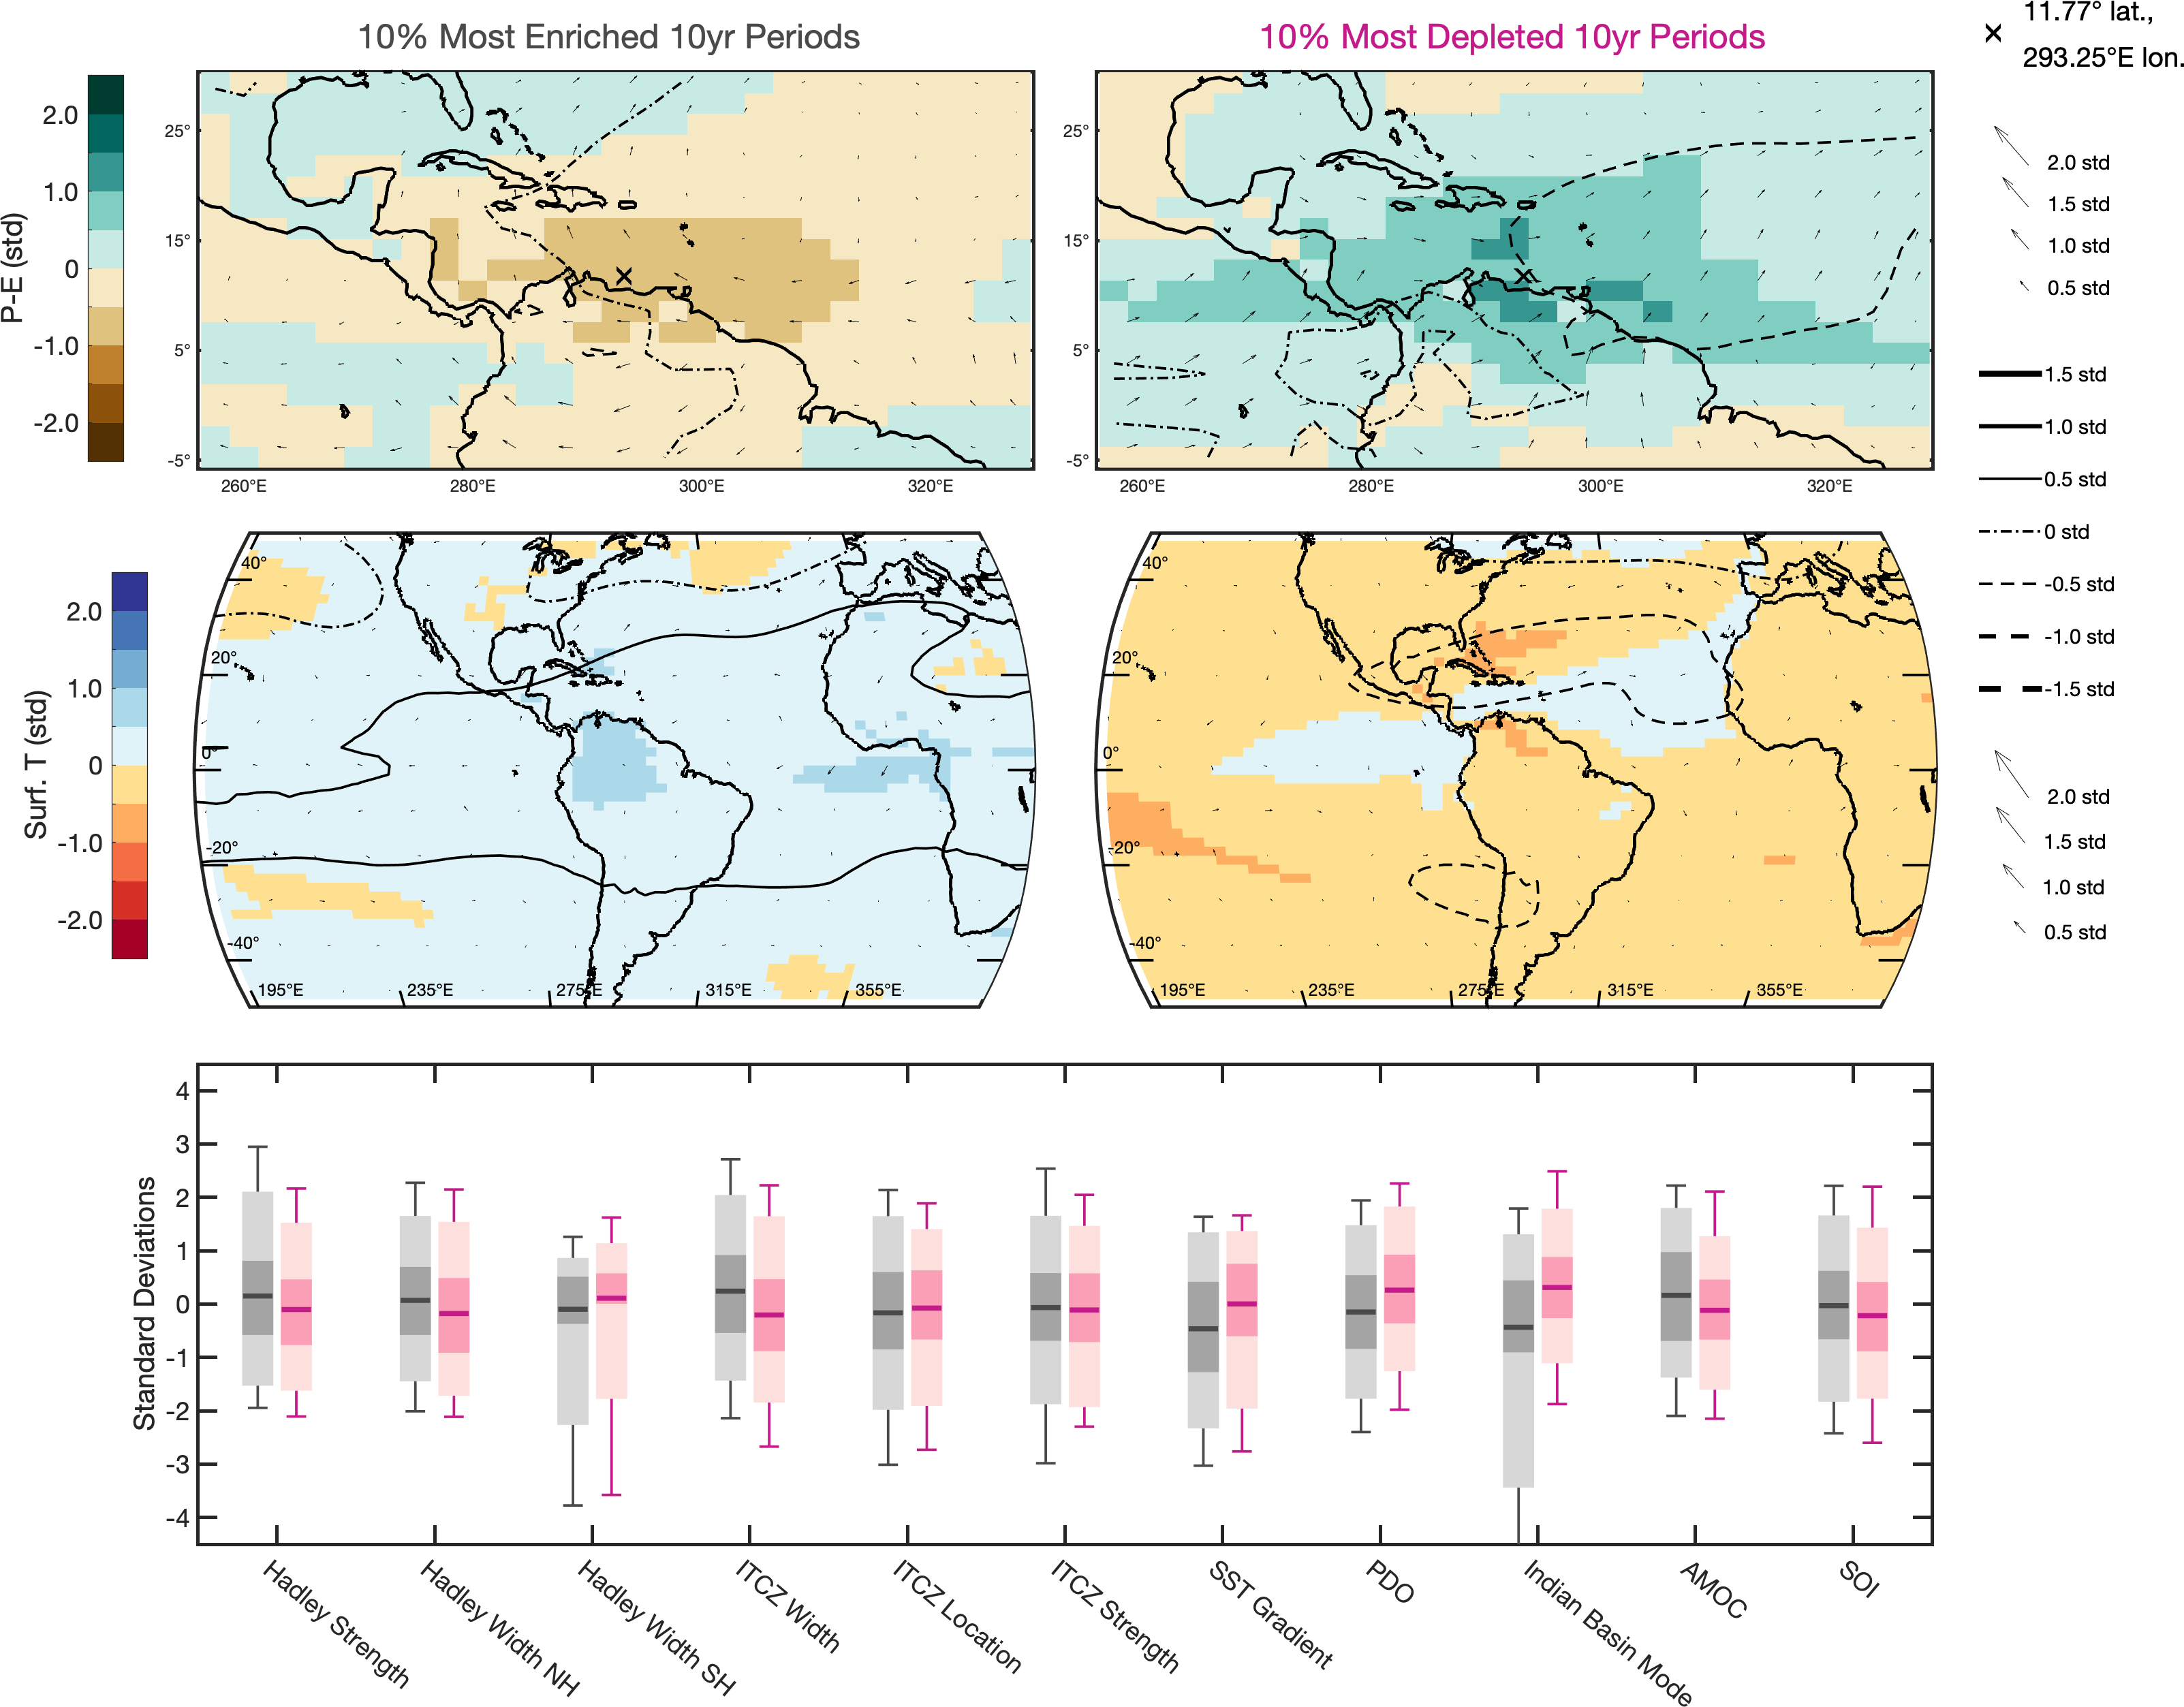 10% Most Enriched 10yr Periods
10% Most Depleted 10yr Periods
11.77° lat.,
293.25°E lon.
P-E (std)
2.0
1.0
0
-1.0
-2.0
25°
15°
5°
-5°
260°E
280°E
300°E
320°E
25°
15°
5°
-5°
260°E
280°E
300°E
320°E
2.0 std
1.5 std
1.0 std
0.5 std
1.5 std
1.0 std
0.5 std
0 std
-0.5 std
-1.0 std
-1.5 std
2.0 std
1.5 std
1.0 std
0.5 std
Surf. T (std)
2.0
1.0
0
-1.0
-2.0
40°
20°
0°
-20°
-40°
195°E
235°E
275°E
315°E
355°E
40°
20°
0°
-20°
-40°
195°E
235°E
275°E
315°E
355°E
Standard Deviations
4
3
2
1
0
-1
-2
-3
-4
Hadley Strength
Hadley Width NH
Hadley Width SH
ITCZ Width
ITCZ Location
ITCZ Strength
SST Gradient
PDO
Indian Basin Mode
AMOC
SOI